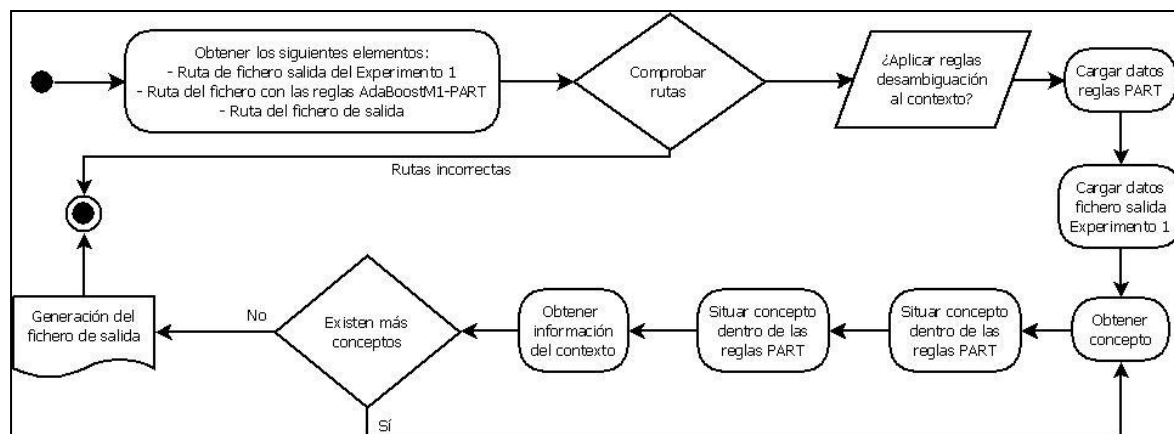 Obtener los siguientes elementos:
- Ruta de fichero salida del Experimento 1
- Ruta del fichero con las reglas AdaBoostM1-PART
- Ruta del fichero de salida
Comprobar
rutas
¿Aplicar reglas
desambiguación
al contexto?
Cargar datos
reglas PART
Rutas incorrectas
Cargar datos
fichero salida
Experimento 1
Generación del
fichero de salida
No
Existen más
conceptos
Obtener
información
del contexto
Situar concepto
dentro de las
reglas PART
Situar concepto
dentro de las
reglas PART
Obtener
concepto
Sí